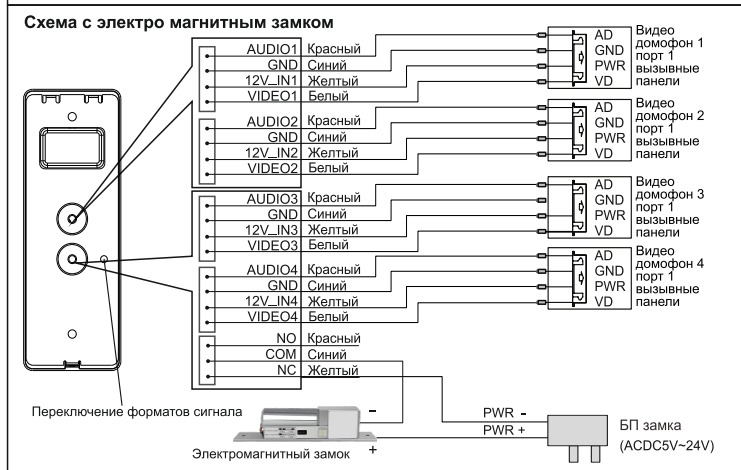 Схема с электро магнитным замком
AUDIO1 Красный
GND Синий
12V_IN1 Желтый
VIDEO1 Белый
AUDIO2 Красный
GND Синий
12V_IN2 Желтый
VIDEO2 Белый
AUDIO3 Красный
GND Синий
12V_IN3 Желтый
VIDEO3 Белый
AUDIO4 Красный
GND Синий
12V_IN4 Желтый
VIDEO4 Белый
NO Красный
COM Синий
NC Желтый
AD
GND
PWR
VD
Видео
домофон 1
порт 1
вызывные
панели
AD
GND
PWR
VD
Видео
домофон 2
порт 1
вызывные
панели
AD
GND
PWR
VD
Видео
домофон 3
порт 1
вызывные
панели
AD
GND
PWR
VD
Видео
домофон 4
порт 1
вызывные
панели
Переключение форматов сигнала
Электромагнитный замок
-
+
PWR -
PWR +
БП замка
(ACDC5V~24V)